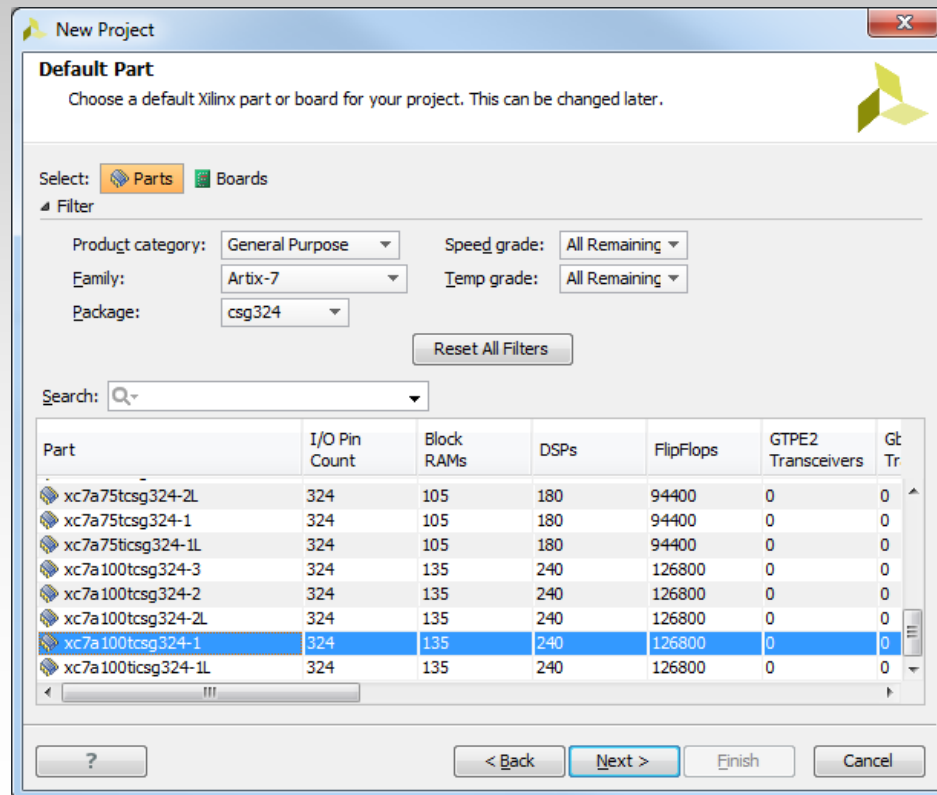 New Project
Default Part
Choose a default Xilinx part or board for your project. This can be changed later.
Select: Parts Boards
Filter
Product category: General Purpose Speed grade: All Remaining
Family: Artix-7 Temp grade: All Remaining
Package: csg324
Reset All Filters
Search:
Part I/O Pin Count Block RAMs DSPs FlipFlops GTPE2 Transceivers Gb Tr
xc7a75tcsg324-2L 324 105 180 94400 0 0
xc7a75tcsg324-1 324 105 180 94400 0 0
xc7a75ticsg324-1L 324 105 180 94400 0 0
xc7a100tcsg324-3 324 135 240 126800 0 0
xc7a100tcsg324-2 324 135 240 126800 0 0
xc7a100tcsg324-2L 324 135 240 126800 0 0
xc7a100tcsg324-1 324 135 240 126800 0 0
xc7a100ticsg324-1L 324 135 240 126800 0 0
? < Back Next > Finish Cancel